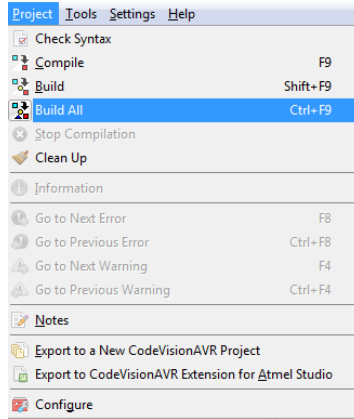 Project Tools Settings Help
Check Syntax
Compile F9
Build Shift+F9
Build All Ctrl+F9
Stop Compilation
Clean Up
Information
Go to Next Error F8
Go to Previous Error Ctrl+F8
Go to Next Warning F4
Go to Previous Warning Ctrl+F4
Notes
Export to a New CodeVisionAVR Project
Export to CodeVisionAVR Extension for Atmel Studio
Configure